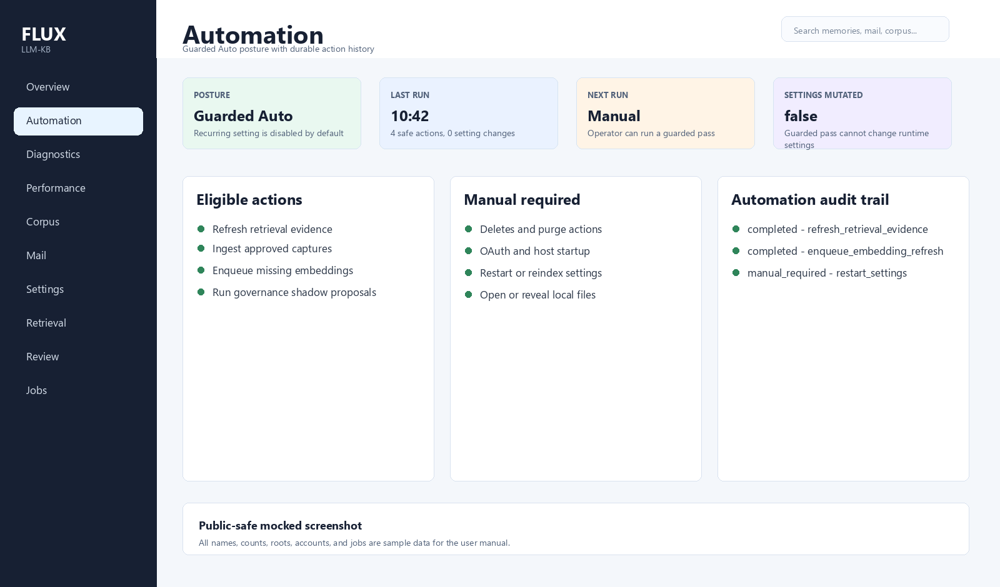 FLUX
LLM-KB
Overview
Automation
Diagnostics
Performance
Corpus
Mail
Settings
Retrieval
Review
Jobs
Automation
Guarded Auto posture with durable action history
Search memories, mail, corpus...
POSTURE
Guarded Auto
Recurring setting is disabled by default
LAST RUN
10:42
4 safe actions, 0 setting changes
NEXT RUN
Manual
Operator can run a guarded pass
SETTINGS MUTATED
false
Guarded pass cannot change runtime
settings
Eligible actions
Refresh retrieval evidence
Ingest approved captures
Enqueue missing embeddings
Run governance shadow proposals
Manual required
Deletes and purge actions
OAuth and host startup
Restart or reindex settings
Open or reveal local files
Automation audit trail
completed - refresh_retrieval_evidence
completed - enqueue_embedding_refresh
manual_required - restart_settings
Public-safe mocked screenshot
All names, counts, roots, accounts, and jobs are sample data for the user manual.